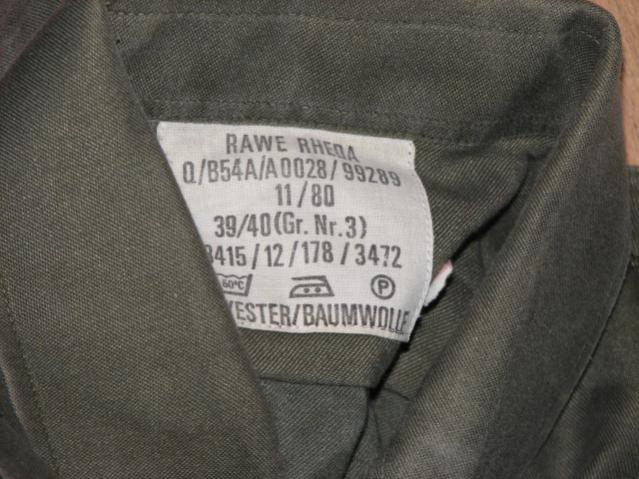 RAWE RHEDA
Q/B54A/A0028/99289
11/80
39/40(Gr. Nr.3)
8415/12/178/3472
60°C P
YESTER/BAUMWOLLE